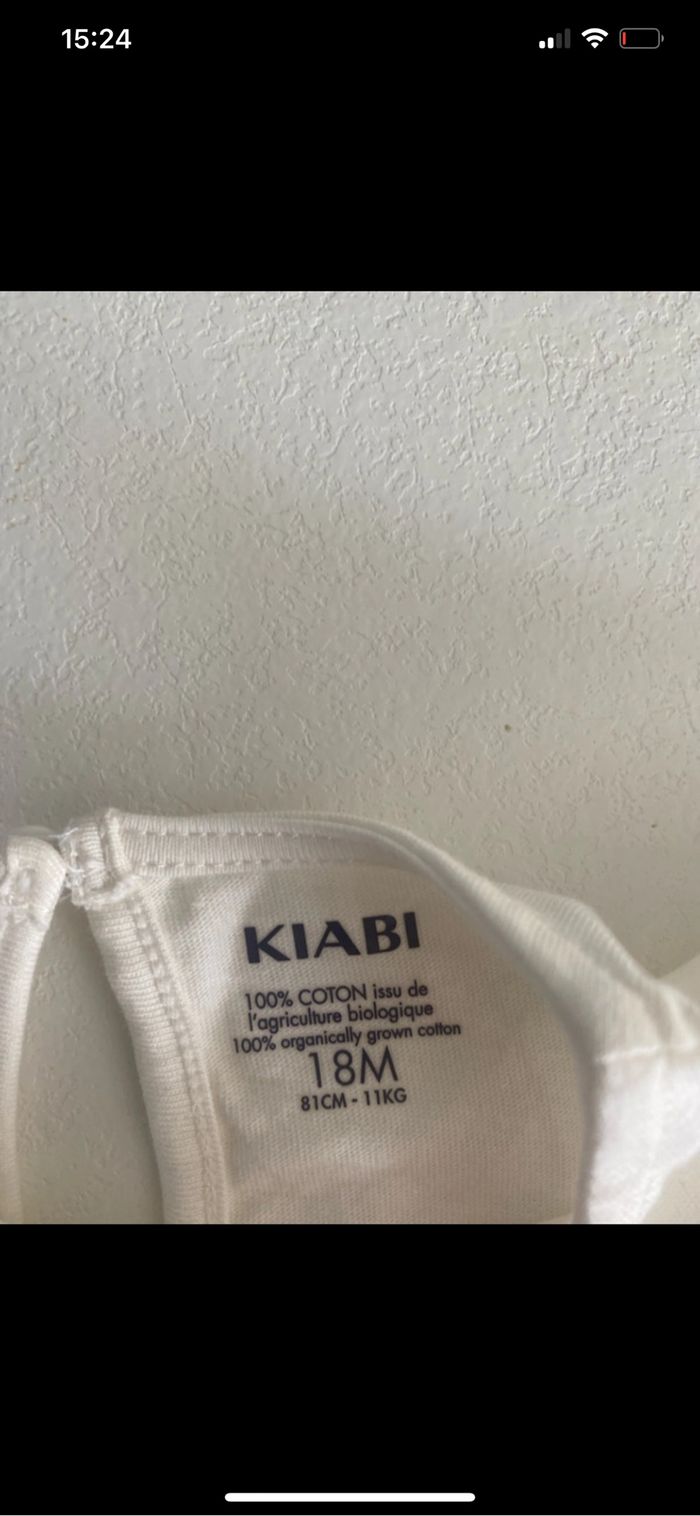 15:24
KIABI
100% COTON issu de
l'agriculture biologique
100% organically grown cotton
18M
81CM - 11KG